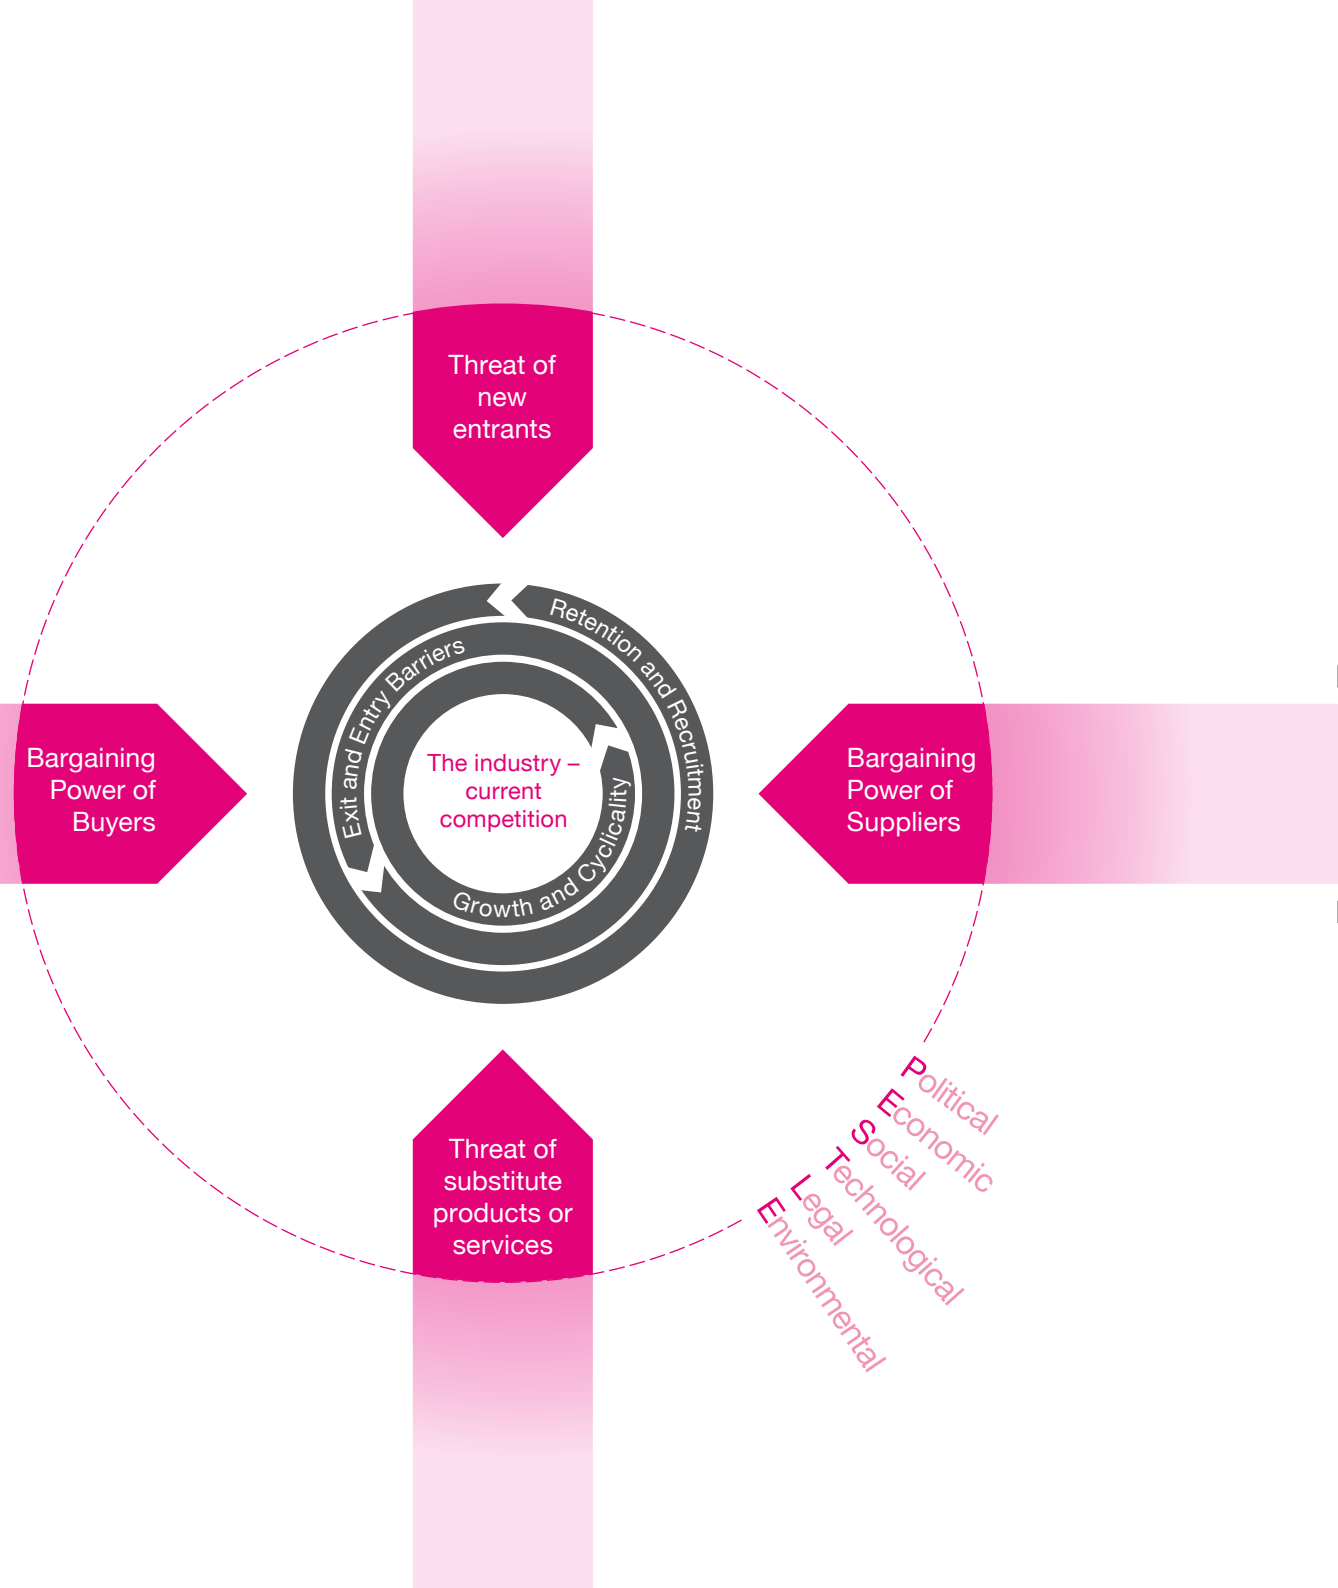 Threat of
new
entrants
Retention and Recruitment
Exit and Entry Barriers
Growth and Cyclicality
The industry –
current
competition
Bargaining
Power of
Buyers
Bargaining
Power of
Suppliers
Threat of
substitute
products or
services
Political
Economic
Social
Technological
Legal
Environmental